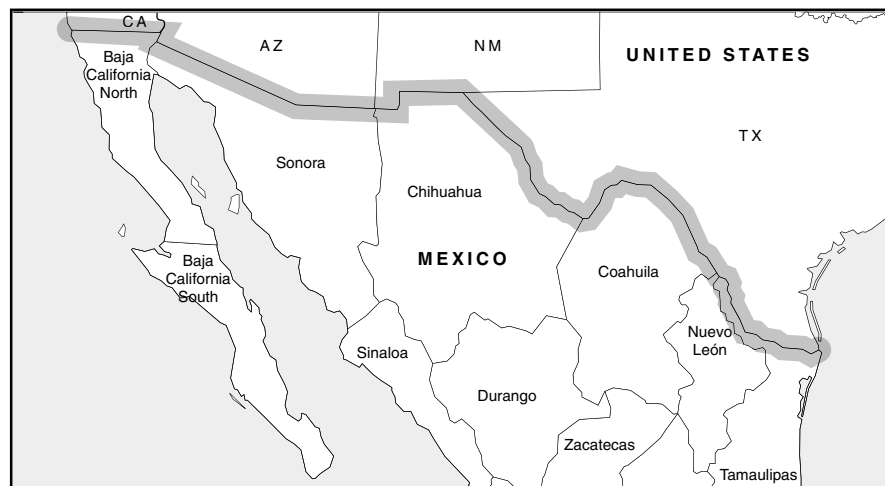 CA
AZ
NM
UNITED STATES
Baja
California
North
TX
Sonora
Chihuahua
MEXICO
Baja
California
South
Coahuila
Nuevo
León
Sinaloa
Durango
Zacatecas
Tamaulipas